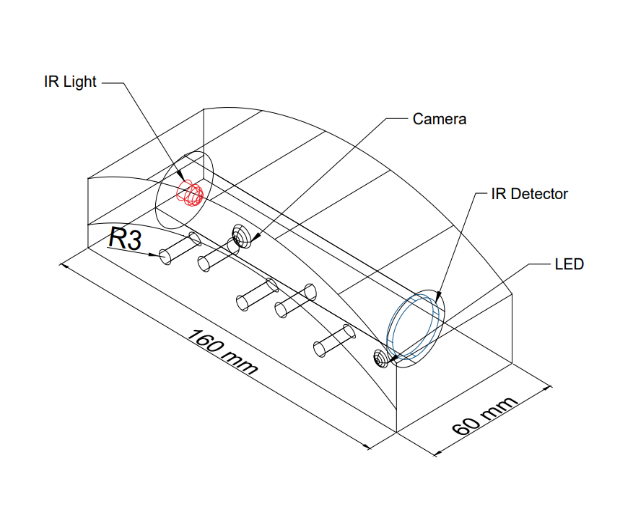 IR Light
Camera
IR Detector
R3
LED
160 mm
60 mm